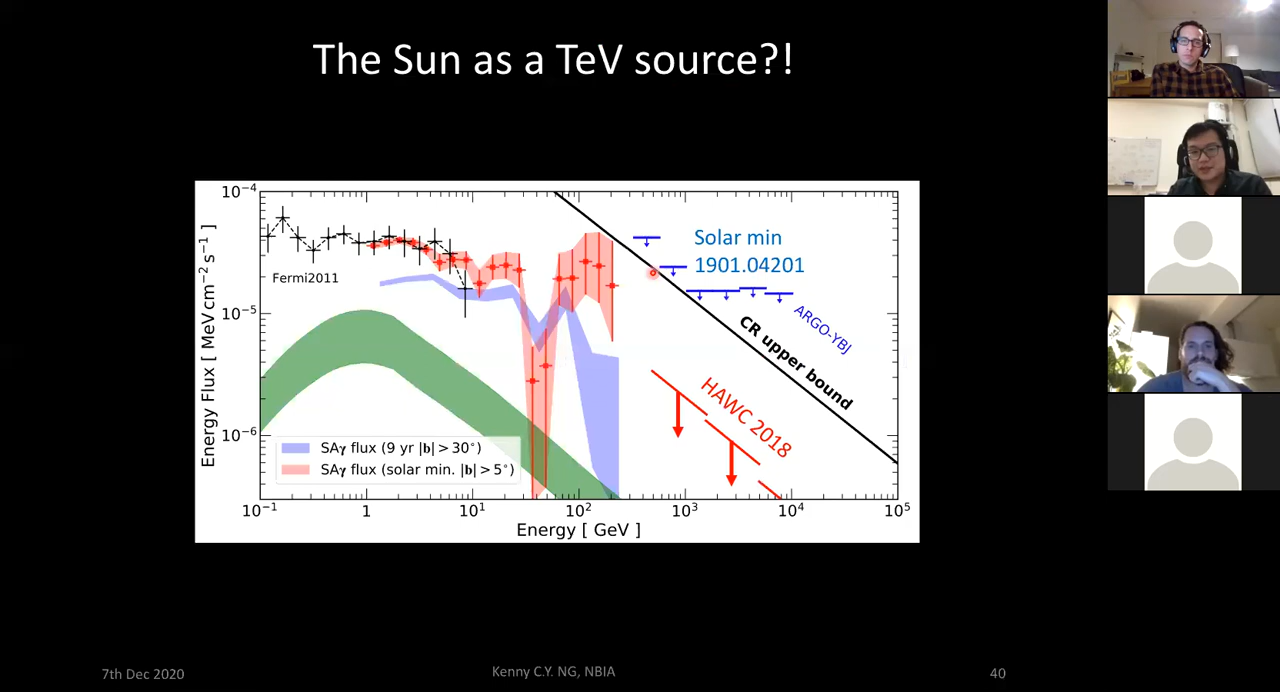 The Sun as a TeV source?!
Energy Flux [ MeV cm⁻² s⁻¹ ]
10⁻⁴
10⁻⁵
10⁻⁶
Fermi2011
Solar min
1901.04201
ARGO-YBJ
CR upper bound
HAWC 2018
SAγ flux (9 yr |b|>30°)
SAγ flux (solar min. |b|>5°)
10⁻¹ 1 10¹ 10² 10³ 10⁴ 10⁵
Energy [ GeV ]
7th Dec 2020
Kenny C.Y. NG, NBIA
40